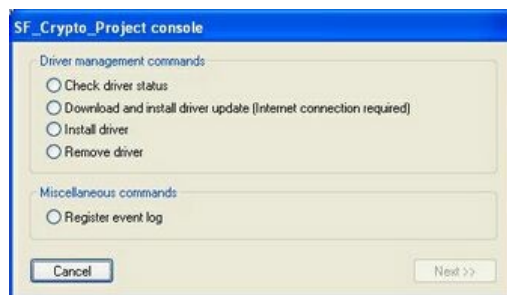 SF_Crypto_Project console
Driver management commands
Check driver status
Download and install driver update (Internet connection required)
Install driver
Remove driver
Miscellaneous commands
Register event log
Cancel
Next >>